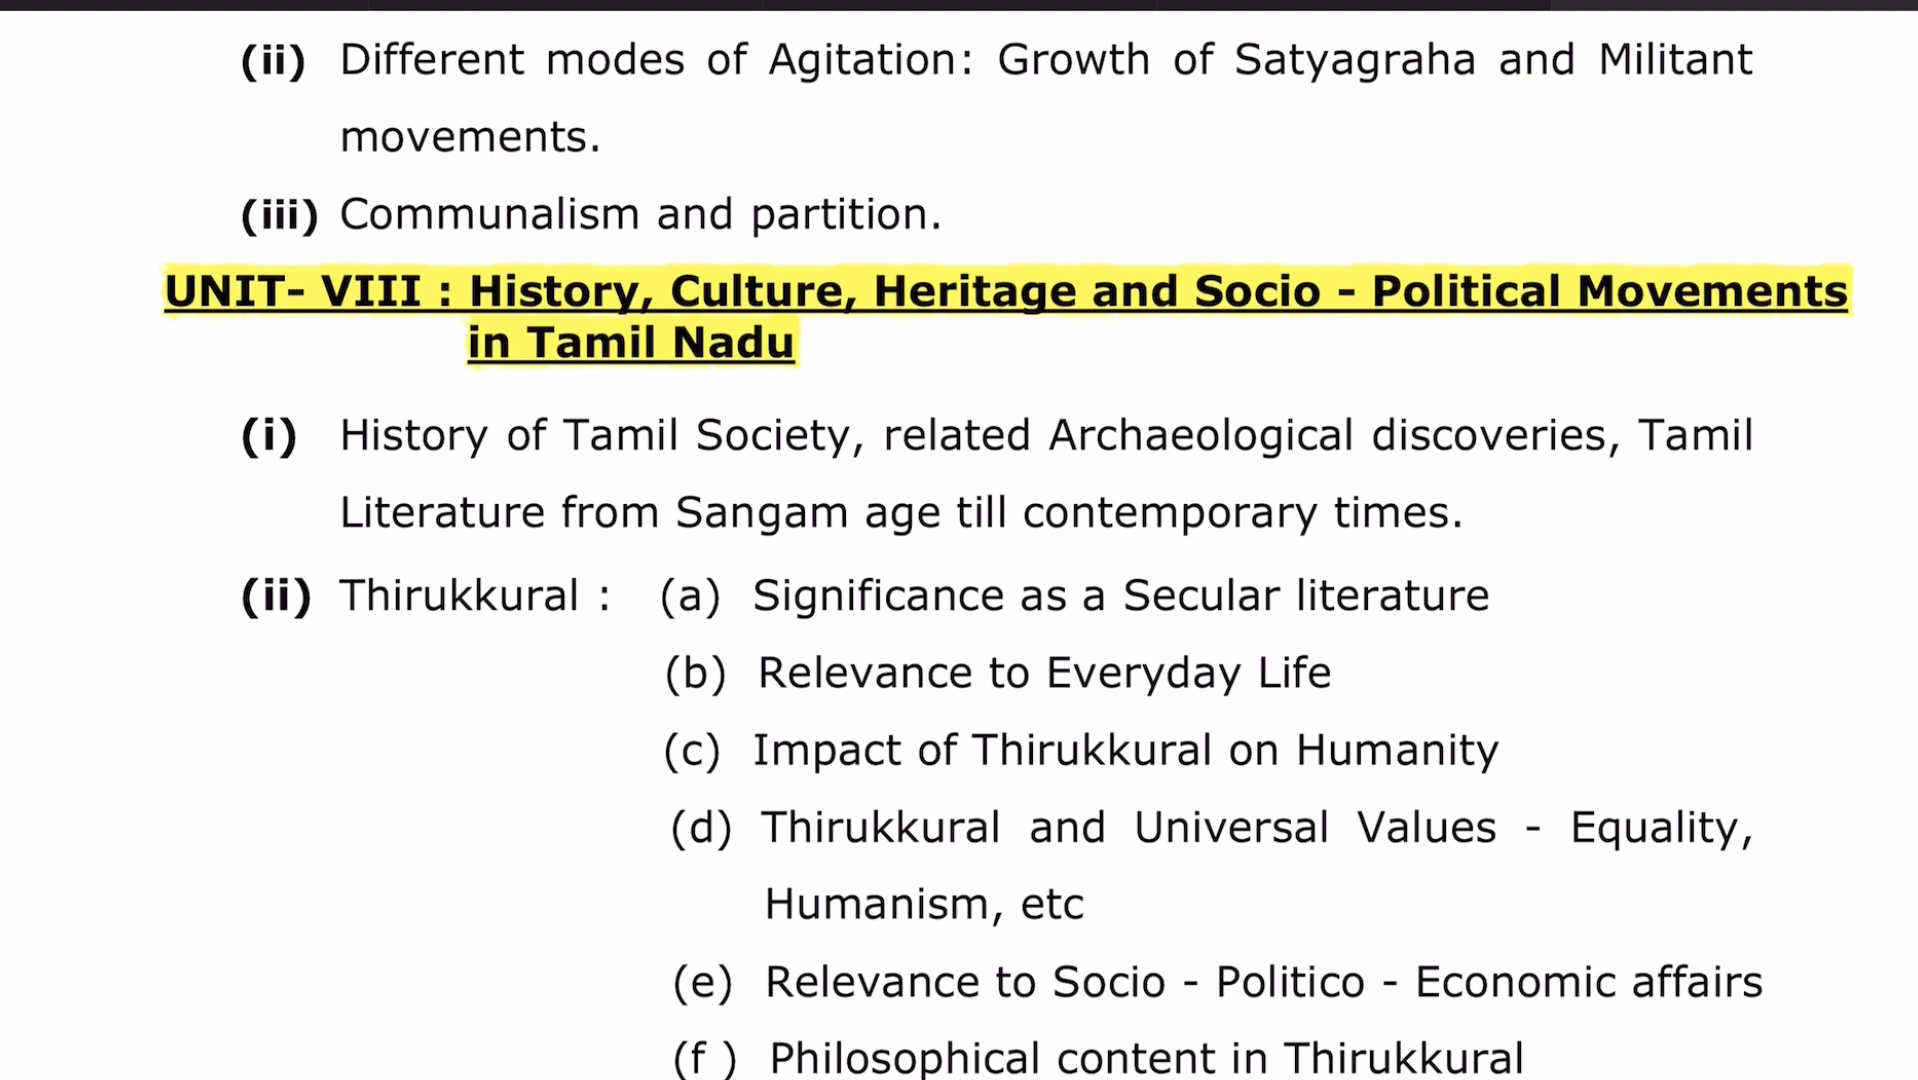 (ii) Different modes of Agitation: Growth of Satyagraha and Militant
movements.
(iii) Communalism and partition.
UNIT- VIII : History, Culture, Heritage and Socio - Political Movements
in Tamil Nadu
(i) History of Tamil Society, related Archaeological discoveries, Tamil
Literature from Sangam age till contemporary times.
(ii) Thirukkural : (a) Significance as a Secular literature
(b) Relevance to Everyday Life
(c) Impact of Thirukkural on Humanity
(d) Thirukkural and Universal Values - Equality,
Humanism, etc
(e) Relevance to Socio - Politico - Economic affairs
(f ) Philosophical content in Thirukkural